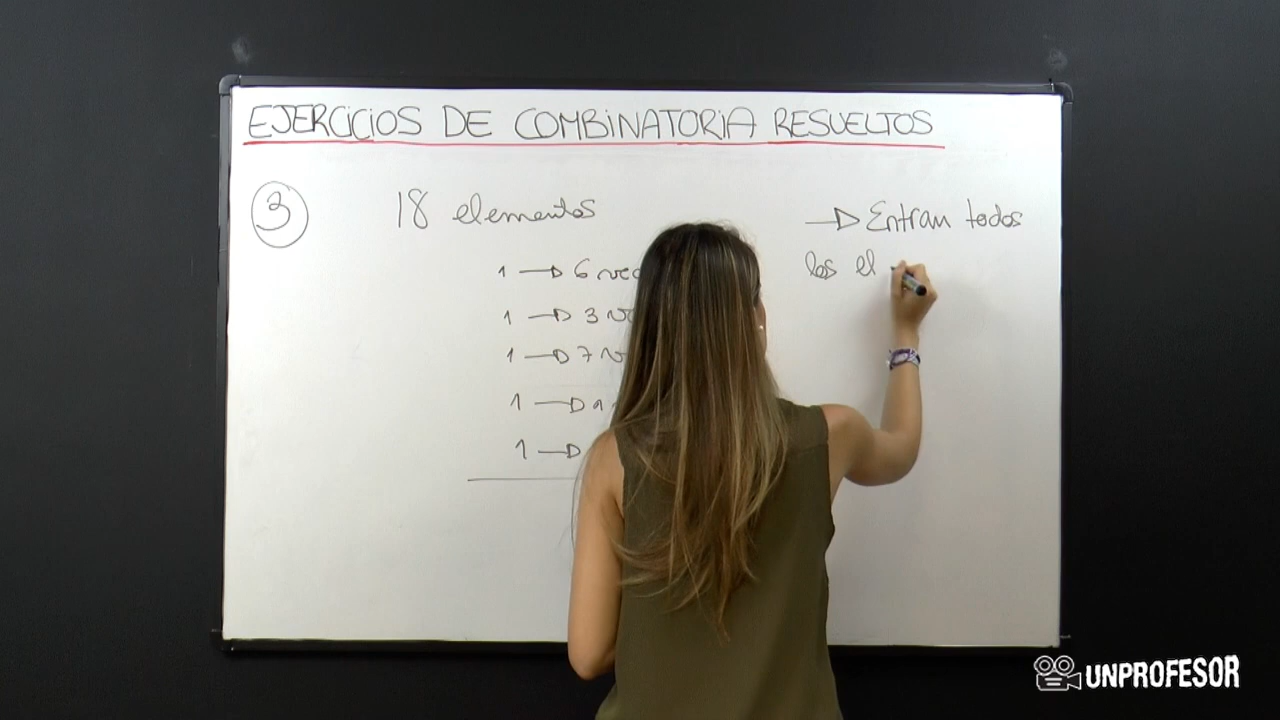 EJERCICIOS DE COMBINATORIA RESUELTOS
3
18 elementos
1 → 6
1 → 3
1 → 7
1 →
1 →
→ Entran todos
los el
UNPROFESOR